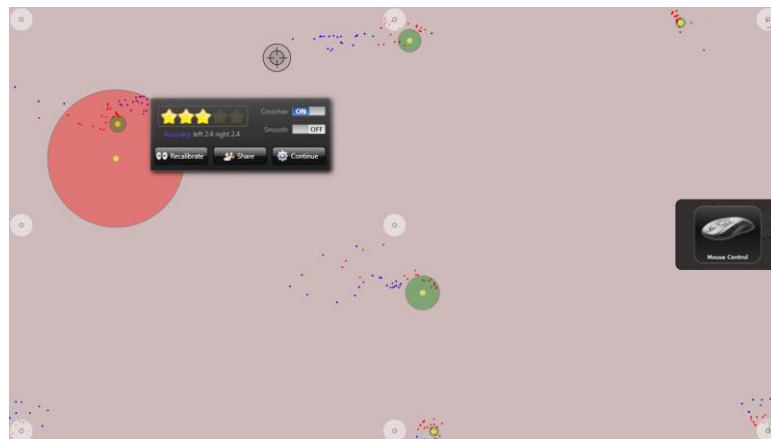 Crosshair ON
Accuracy left 2.4 right 2.4
Smooth OFF
Recalibrate Share Continue
Mouse Control